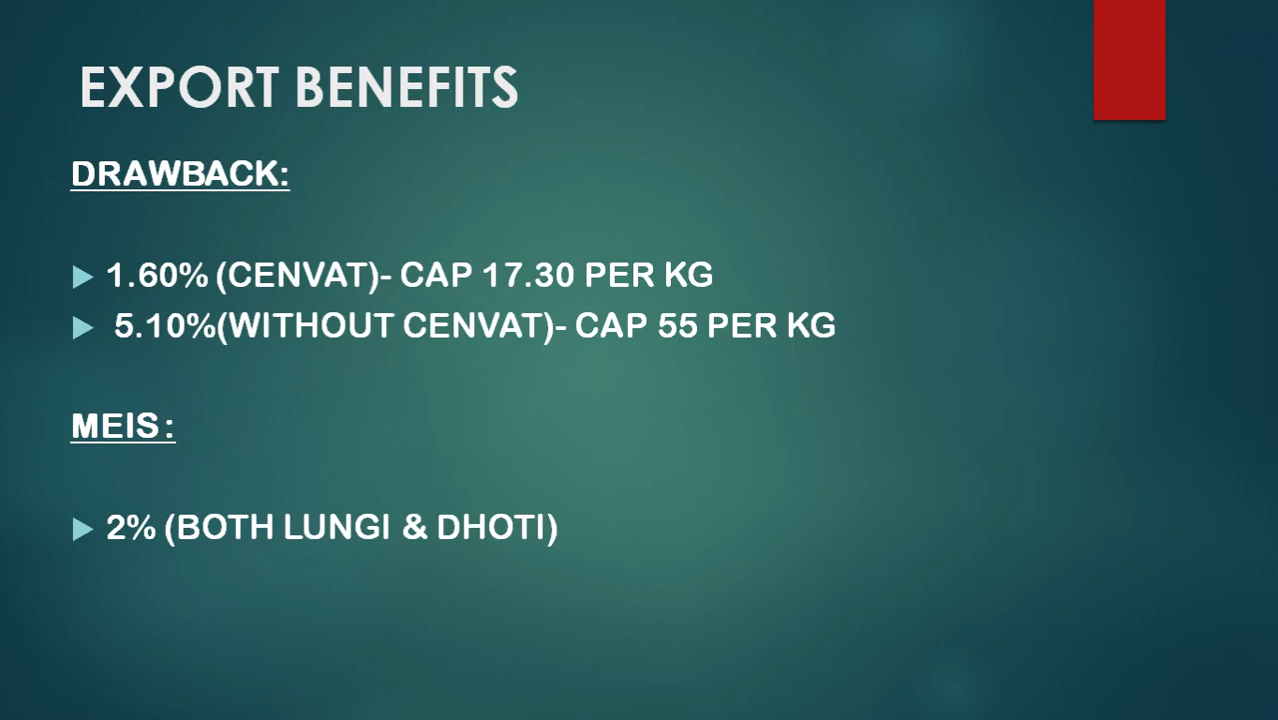 EXPORT BENEFITS
DRAWBACK:
1.60% (CENVAT)- CAP 17.30 PER KG
5.10%(WITHOUT CENVAT)- CAP 55 PER KG
MEIS :
2% (BOTH LUNGI & DHOTI)